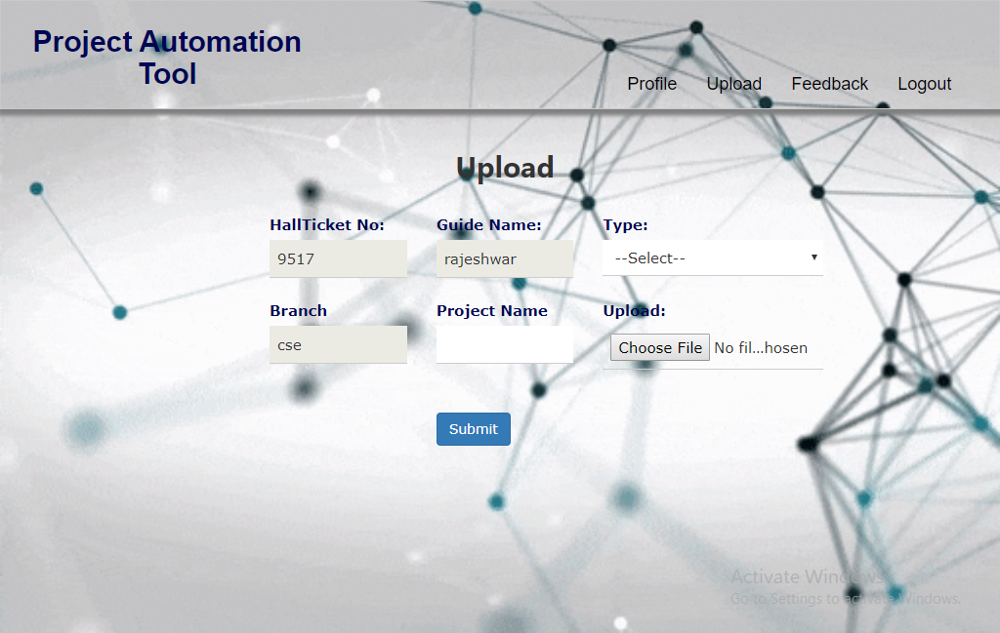 Project Automation
Tool
Profile Upload Feedback Logout
Upload
HallTicket No: Guide Name: Type:
9517 rajeshwar --Select--
Branch Project Name Upload:
cse Choose File No fil...hosen
Submit
Activate Windows
Go to Settings to activate Windows.